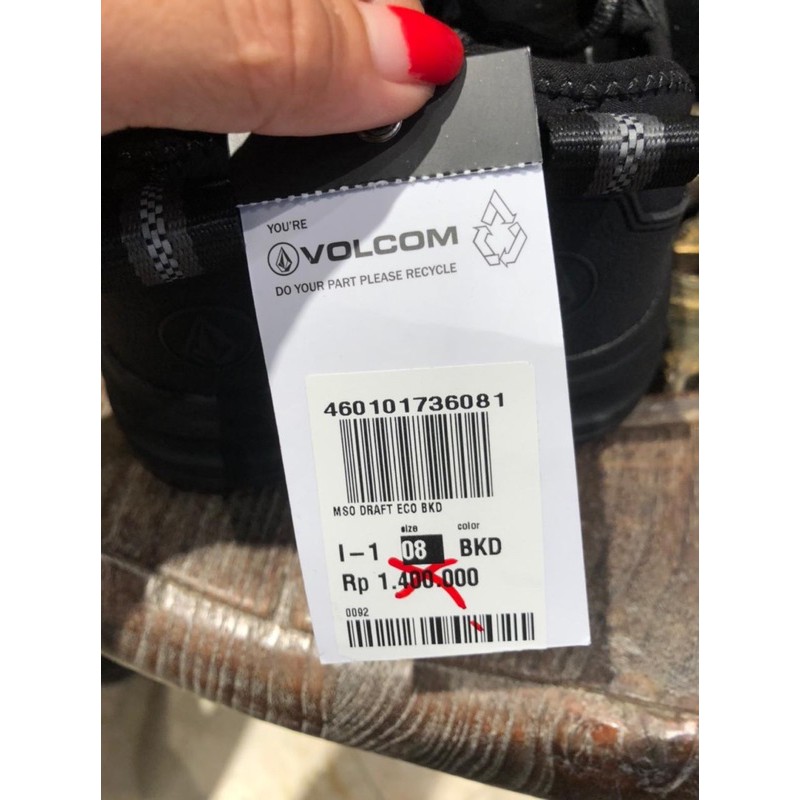 YOU'RE
VOLCOM
DO YOUR PART PLEASE RECYCLE
460101736081
MSO DRAFT ECO BKD
size color
I-1 08 BKD
Rp 1.400.000
0092